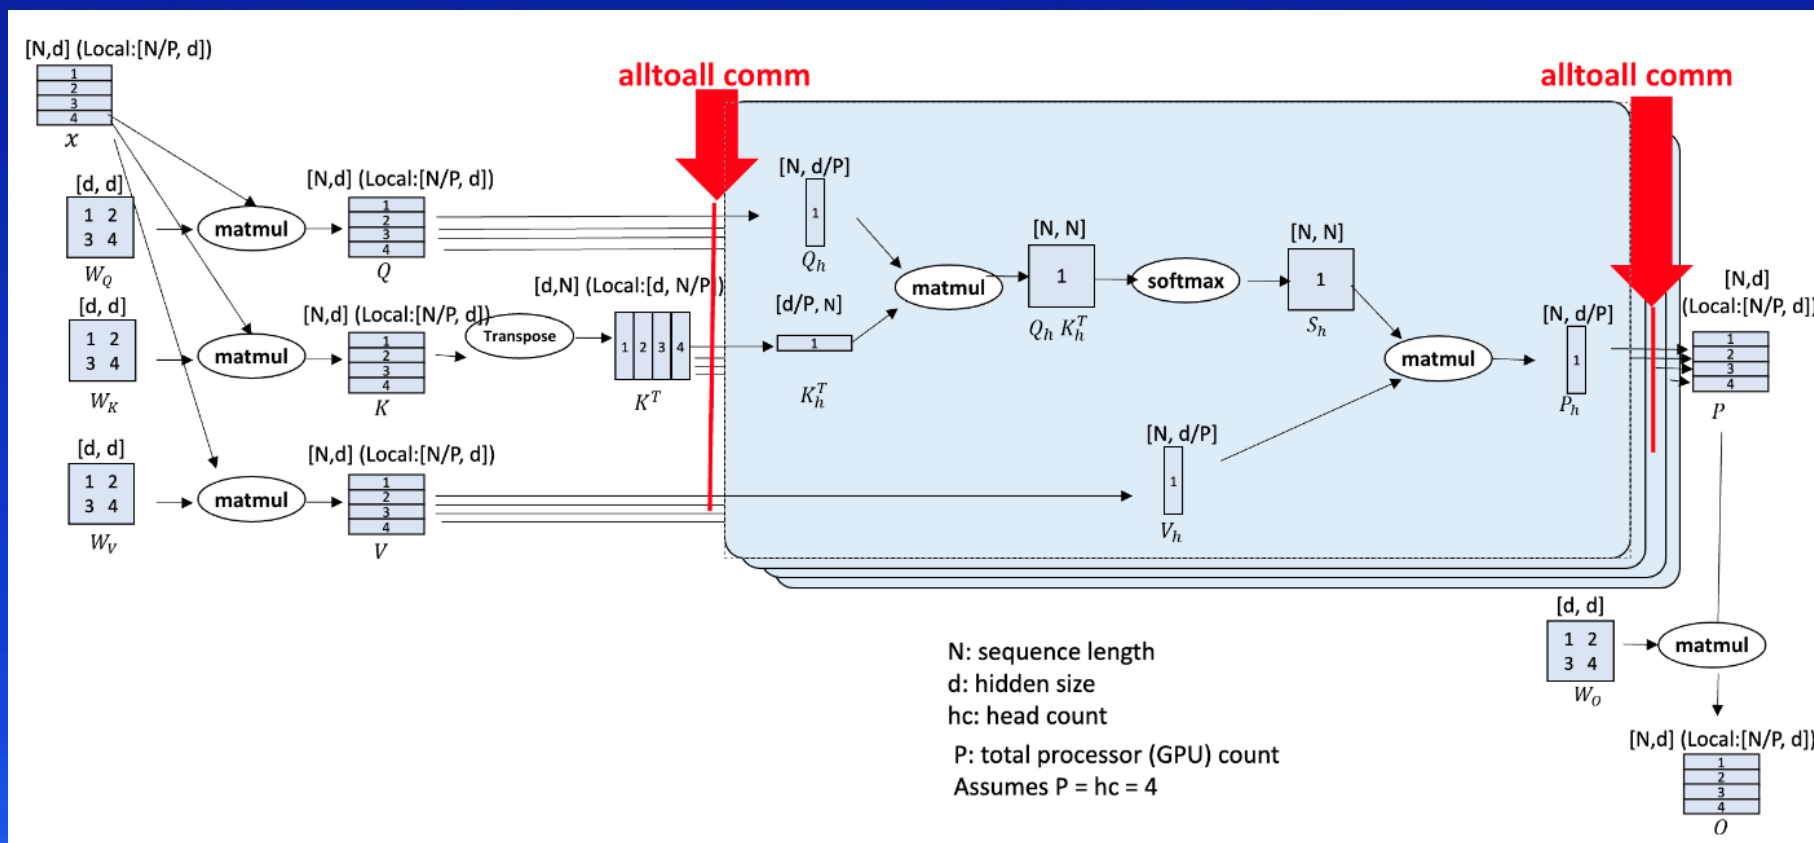 [N,d] (Local:[N/P, d])
1
2
3
4
x
alltoall comm
alltoall comm
[d, d]
1 2
3 4
W_Q
matmul
[N,d] (Local:[N/P, d])
1
2
3
4
Q
[d, d]
1 2
3 4
W_K
matmul
[N,d] (Local:[N/P, d])
1
2
3
4
K
Transpose
[d,N] (Local:[d, N/P])
1 2 3 4
K^T
[d, d]
1 2
3 4
W_V
matmul
[N,d] (Local:[N/P, d])
1
2
3
4
V
[N, d/P]
1
Q_h
[d/P, N]
1
K_h^T
matmul
[N, N]
1
Q_h K_h^T
softmax
[N, N]
1
S_h
[N, d/P]
1
V_h
matmul
[N, d/P]
1
P_h
[N,d]
(Local:[N/P, d])
1
2
3
4
P
[d, d]
1 2
3 4
W_O
matmul
[N,d] (Local:[N/P, d])
1
2
3
4
O
N: sequence length
d: hidden size
hc: head count
P: total processor (GPU) count
Assumes P = hc = 4